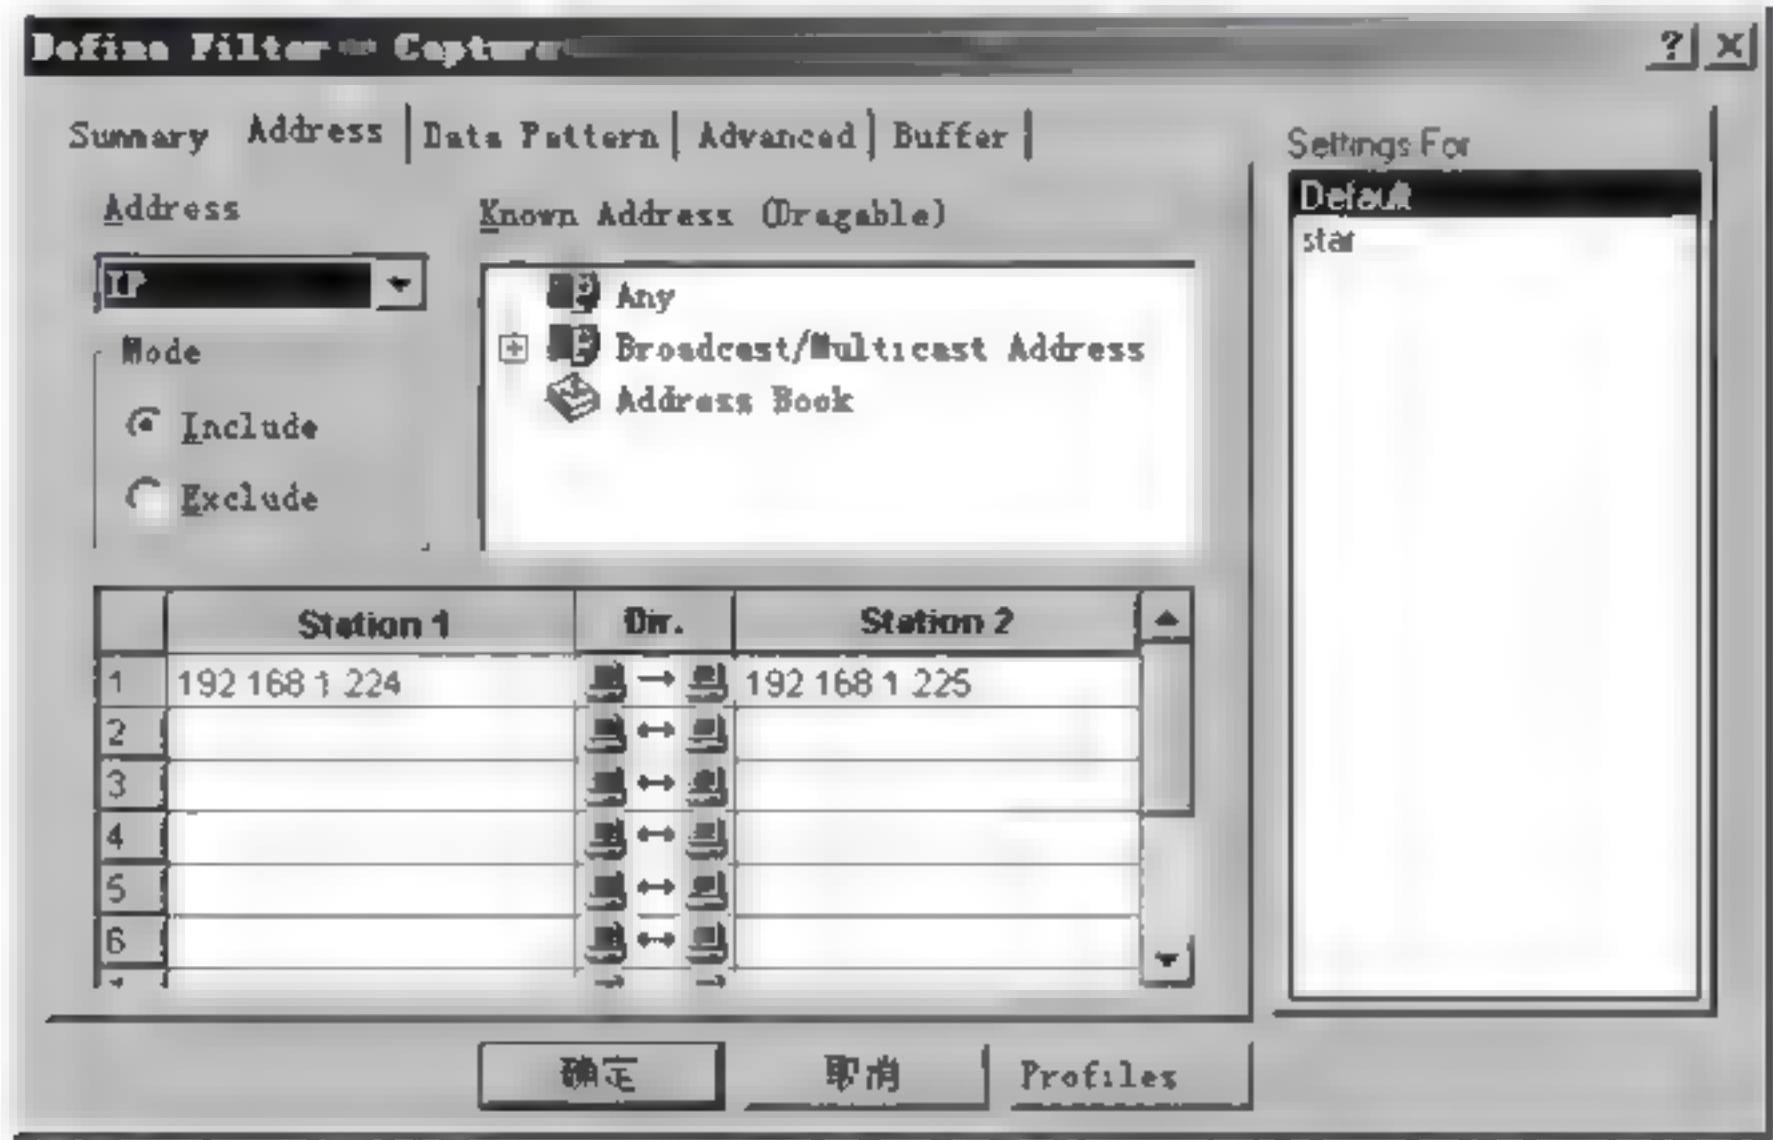 Define Filter - Capture
Summary Address Data Pattern Advanced Buffer
Address
IP
Mode
Include
Exclude
Known Address (Dragable)
Any
Broadcast/Multicast Address
Address Book
Station 1 Dir. Station 2
1 192 168 1 224 192 168 1 225
2
3
4
5
6
Settings For
Default
star
确定 取消 Profiles